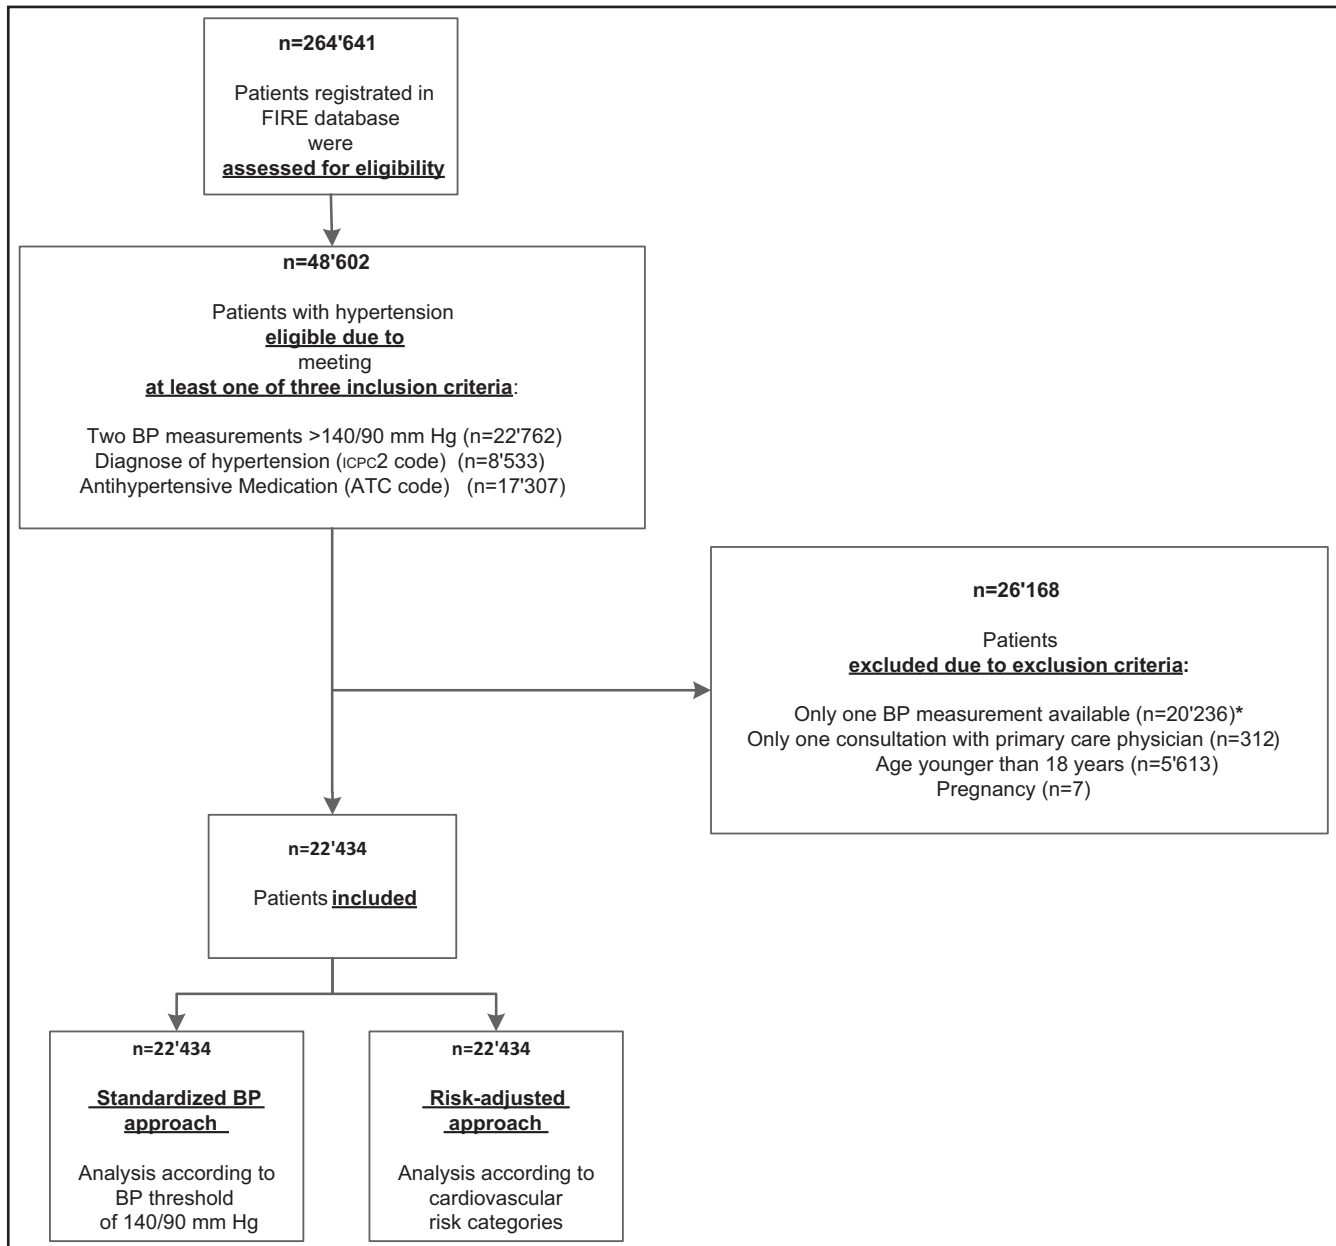 n=264'641
Patients registrated in
FIRE database
were
assessed for eligibility
n=48'602
Patients with hypertension
eligible due to
meeting
at least one of three inclusion criteria:
Two BP measurements >140/90 mm Hg (n=22'762)
Diagnose of hypertension (ICPC2 code) (n=8'533)
Antihypertensive Medication (ATC code) (n=17'307)
n=26'168
Patients
excluded due to exclusion criteria:
Only one BP measurement available (n=20'236)*
Only one consultation with primary care physician (n=312)
Age younger than 18 years (n=5'613)
Pregnancy (n=7)
n=22'434
Patients included
n=22'434
Standardized BP
approach
Analysis according to
BP threshold
of 140/90 mm Hg
n=22'434
Risk-adjusted
approach
Analysis according to
cardiovascular
risk categories